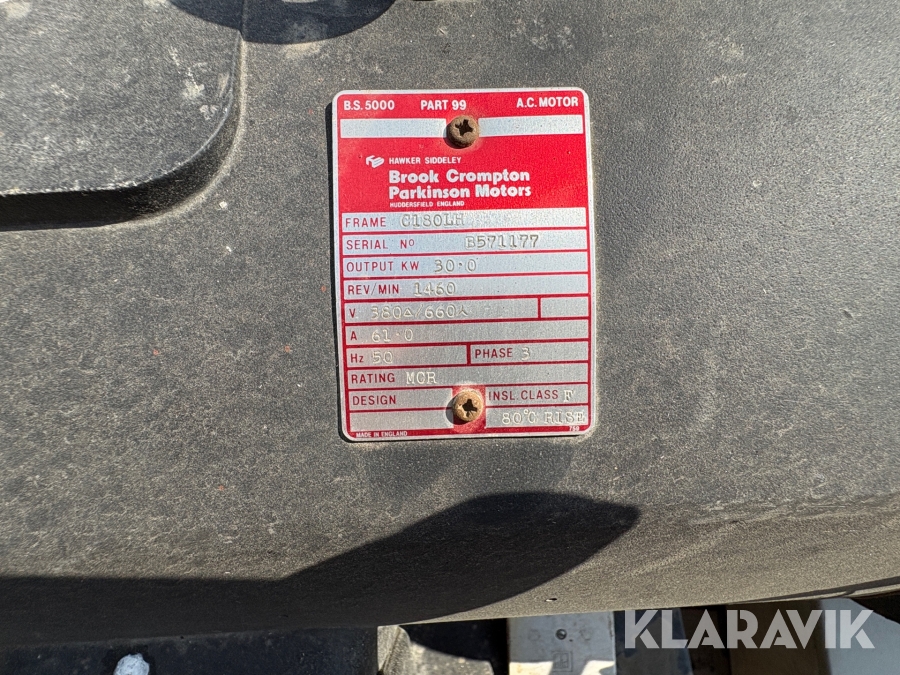 B.S. 5000 PART 99 A.C. MOTOR
HAWKER SIDDELEY
Brook Crompton
Parkinson Motors
HUDDERSFIELD ENGLAND
FRAME C180LH
SERIAL Nº B571177
OUTPUT KW 30·0
REV/MIN 1460
V 380△/660⅄
A 61·0
Hz 50 PHASE 3
RATING MCR
DESIGN INSL. CLASS F
80°C RISE
MADE IN ENGLAND
KLARAVIK